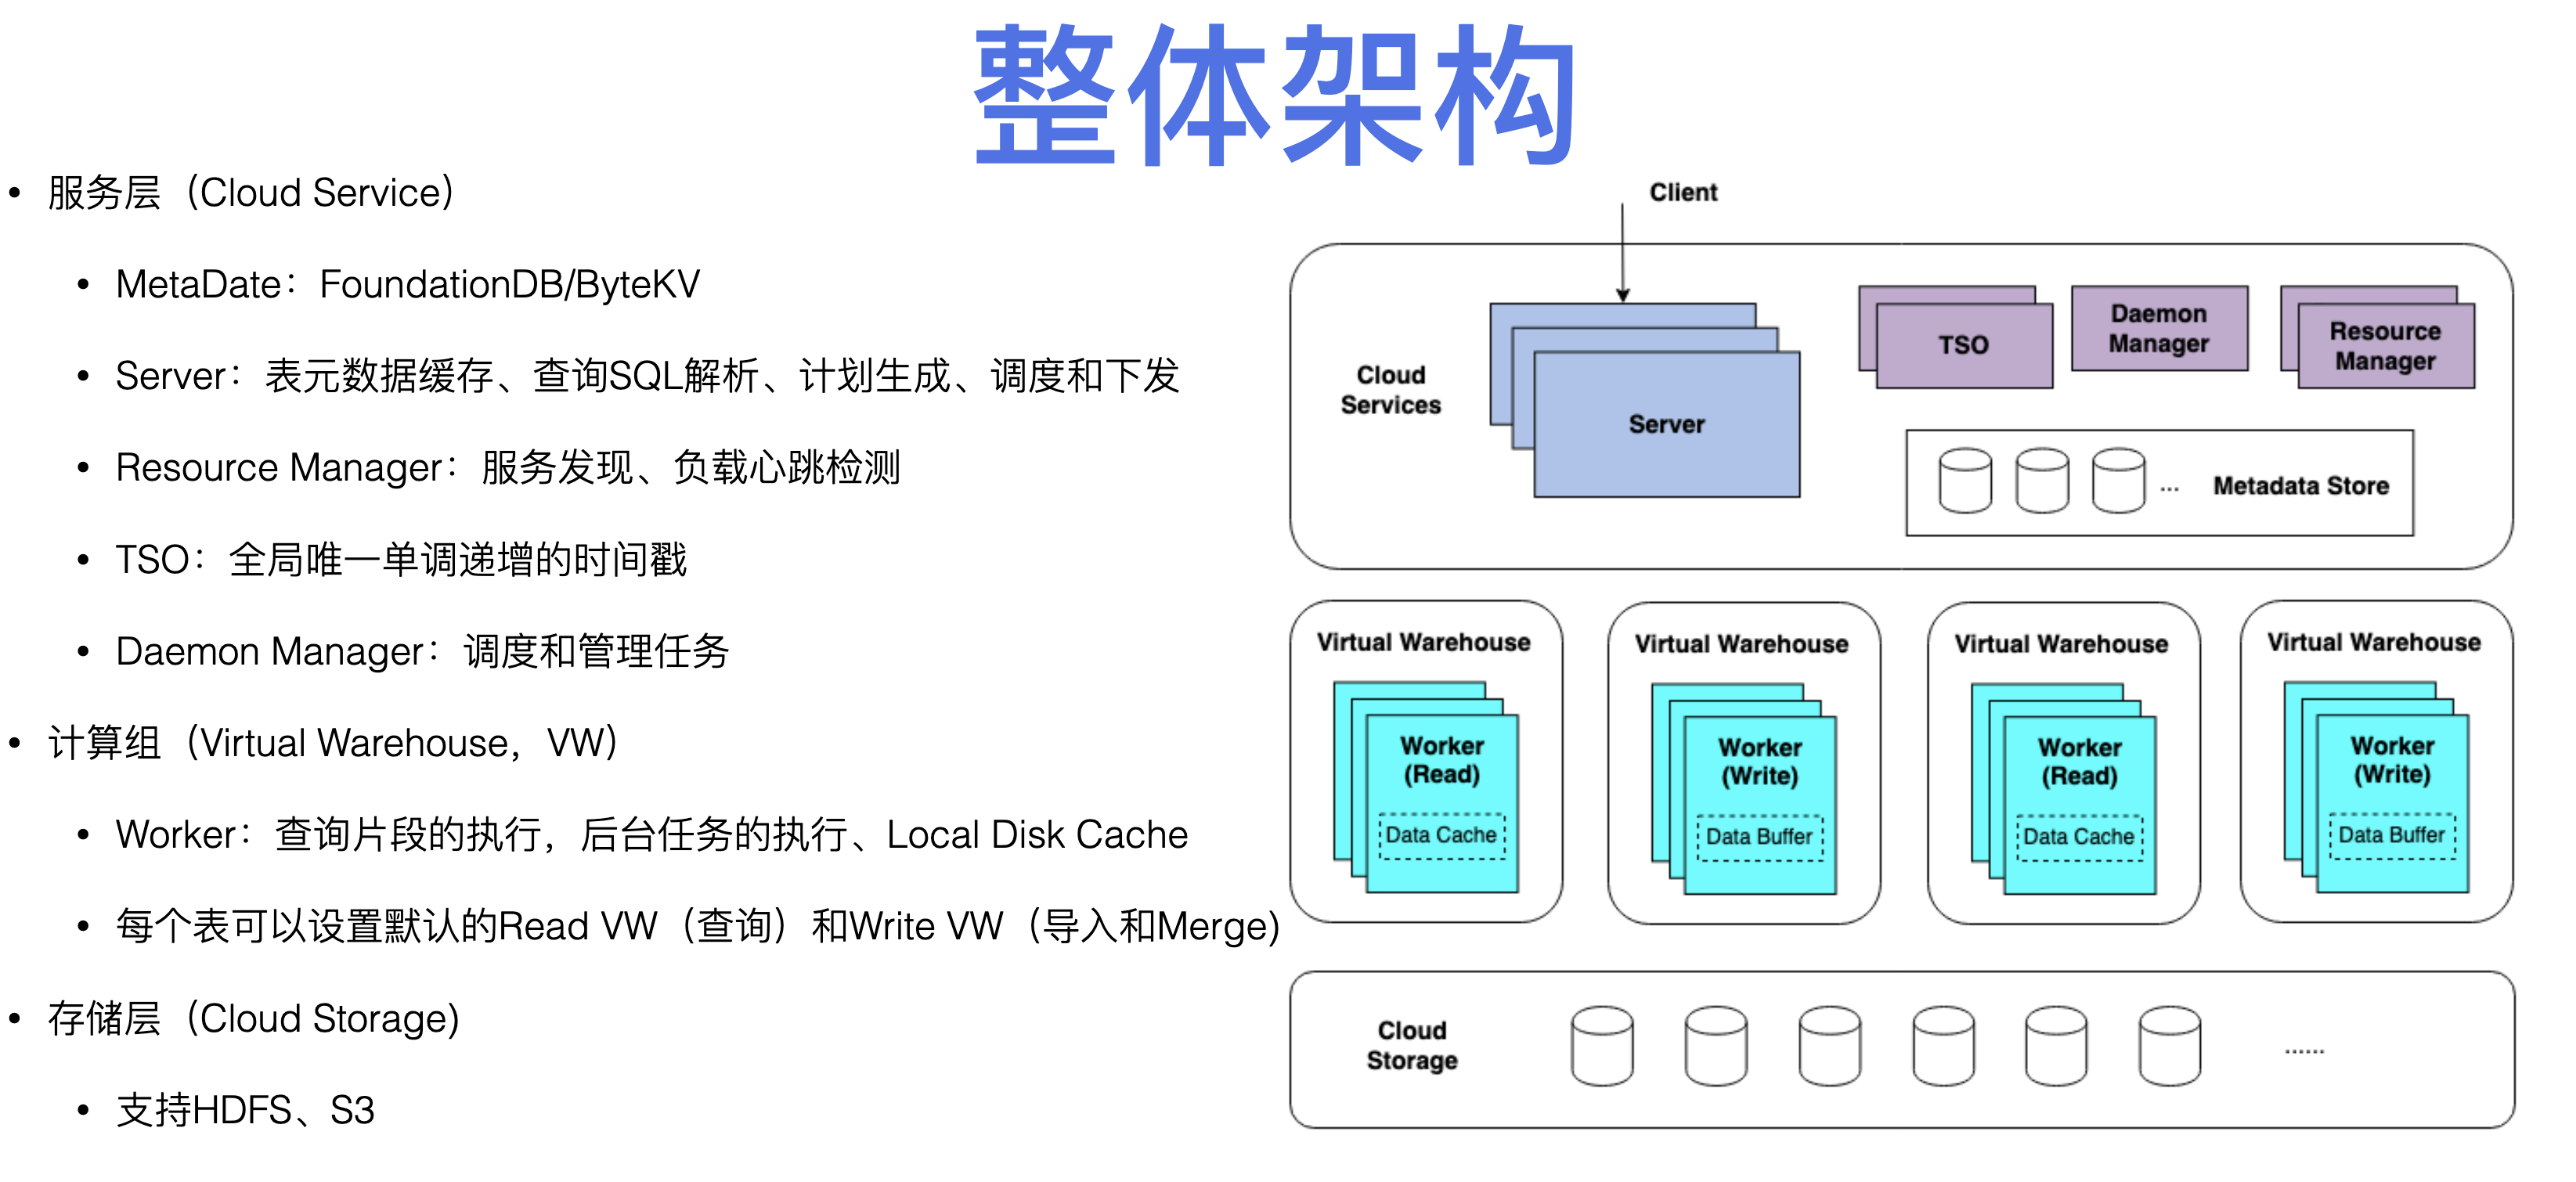 整体架构
• 服务层（Cloud Service）
• MetaDate：FoundationDB/ByteKV
• Server：表元数据缓存、查询SQL解析、计划生成、调度和下发
• Resource Manager：服务发现、负载心跳检测
• TSO：全局唯一单调递增的时间戳
• Daemon Manager：调度和管理任务
• 计算组（Virtual Warehouse，VW）
• Worker：查询片段的执行，后台任务的执行、Local Disk Cache
• 每个表可以设置默认的Read VW（查询）和Write VW（导入和Merge)
• 存储层（Cloud Storage)
• 支持HDFS、S3
Client
Cloud
Services
Server
TSO
Daemon
Manager
Resource
Manager
... Metadata Store
Virtual Warehouse
Worker
(Read)
Data Cache
Virtual Warehouse
Worker
(Write)
Data Buffer
Virtual Warehouse
Worker
(Read)
Data Cache
Virtual Warehouse
Worker
(Write)
Data Buffer
Cloud
Storage
......